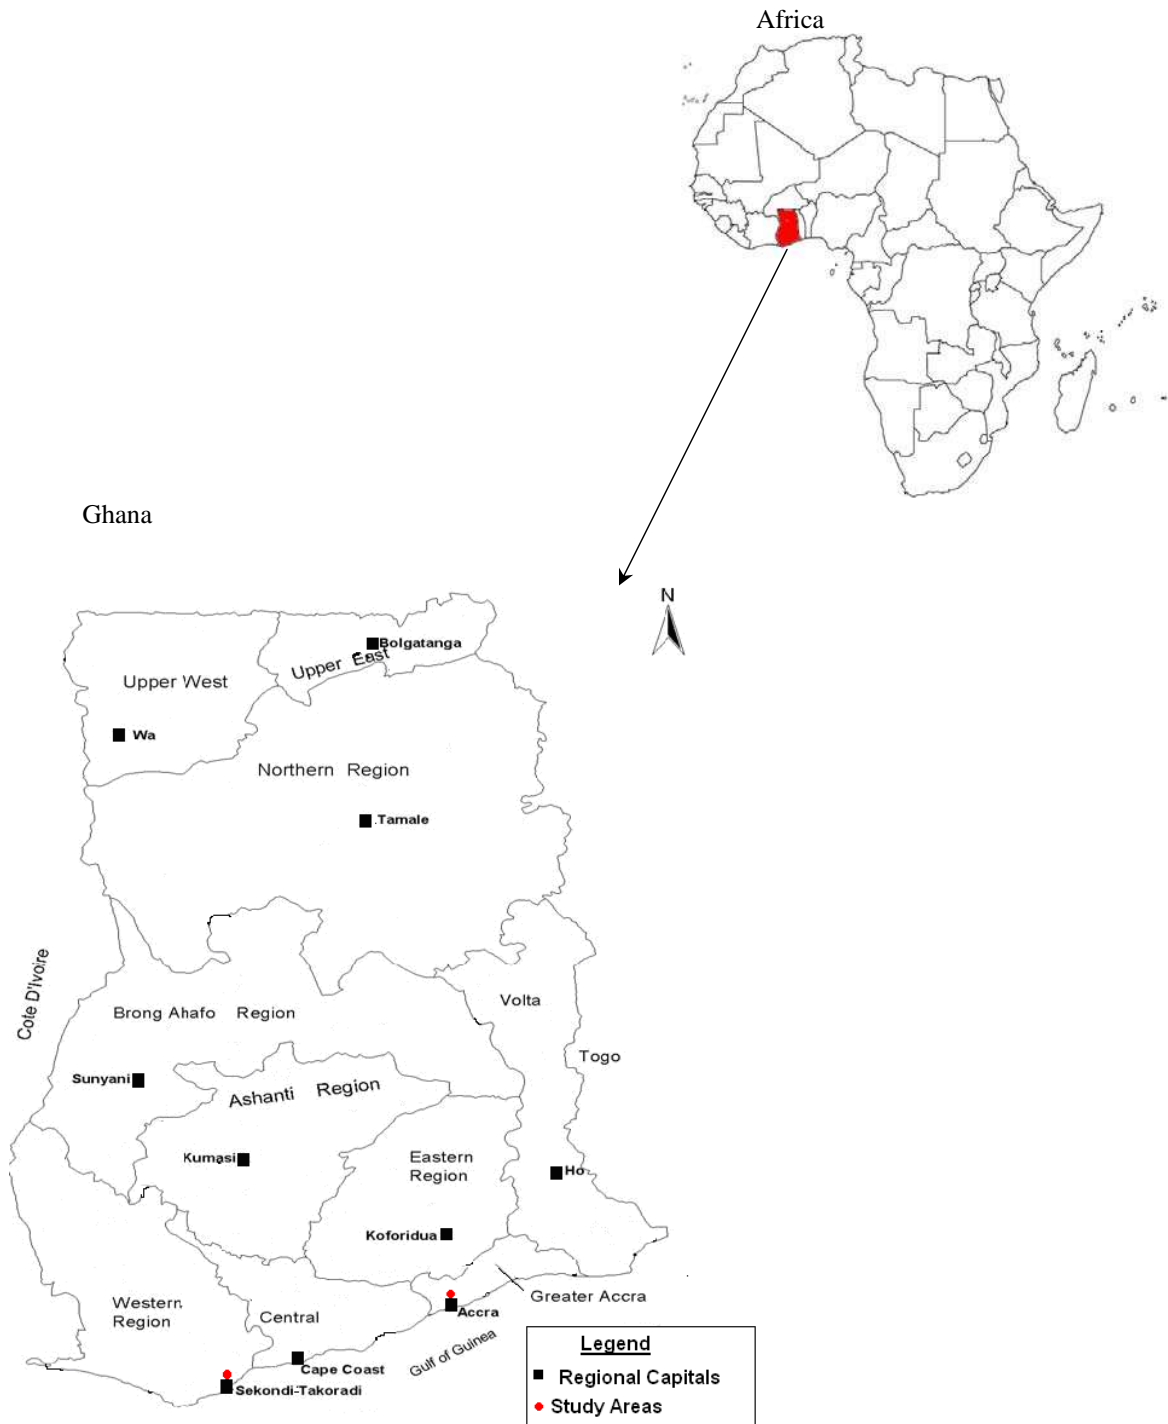 Africa
Ghana
N
Bolgatanga
Upper East
Upper West
Wa
Northern Region
.Tamale
Cote D'Ivoire
Volta
Brong Ahafo Region
Togo
Sunyani
Ashanti Region
Kumasi
Eastern
Region
Ho
Koforidua
Greater Accra
Western
Region
Central
Accra
Gulf of Guinea
Cape Coast
Sekondi-Takoradi
Legend
Regional Capitals
Study Areas